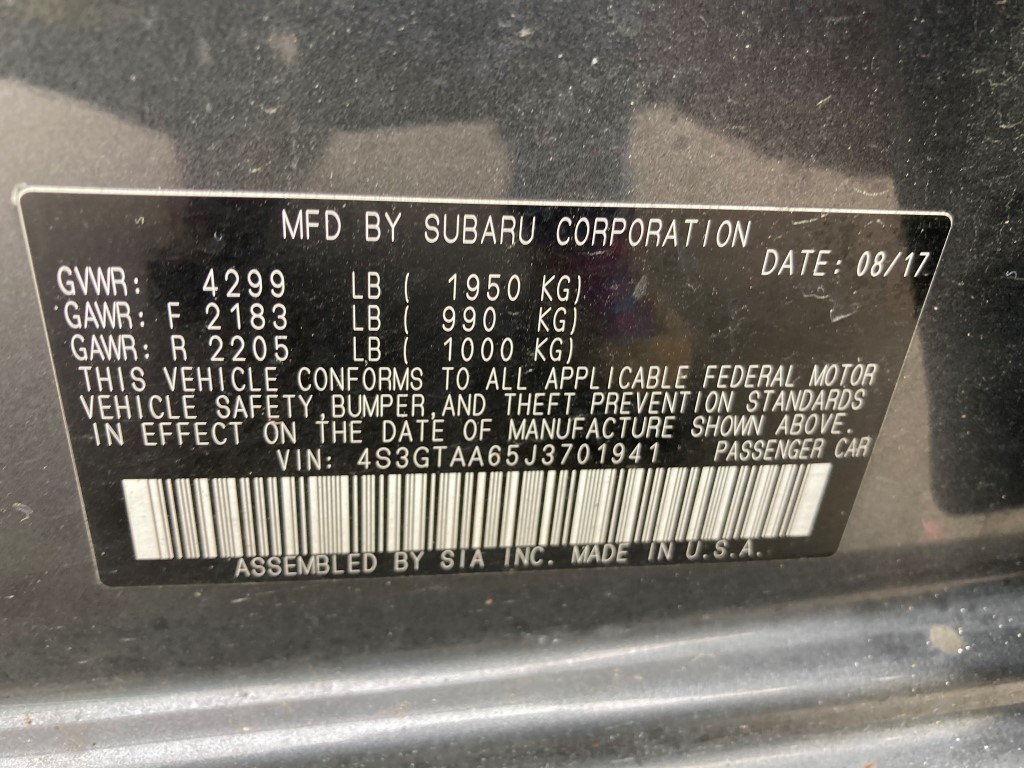 MFD BY SUBARU CORPORATION
DATE: 08/17
GVWR: 4299 LB ( 1950 KG)
GAWR: F 2183 LB ( 990 KG)
GAWR: R 2205 LB ( 1000 KG)
THIS VEHICLE CONFORMS TO ALL APPLICABLE FEDERAL MOTOR
VEHICLE SAFETY,BUMPER,AND THEFT PREVENTION STANDARDS
IN EFFECT ON THE DATE OF MANUFACTURE SHOWN ABOVE.
VIN: 4S3GTAA65J3701941 PASSENGER CAR
ASSEMBLED BY SIA INC. MADE IN U.S.A.